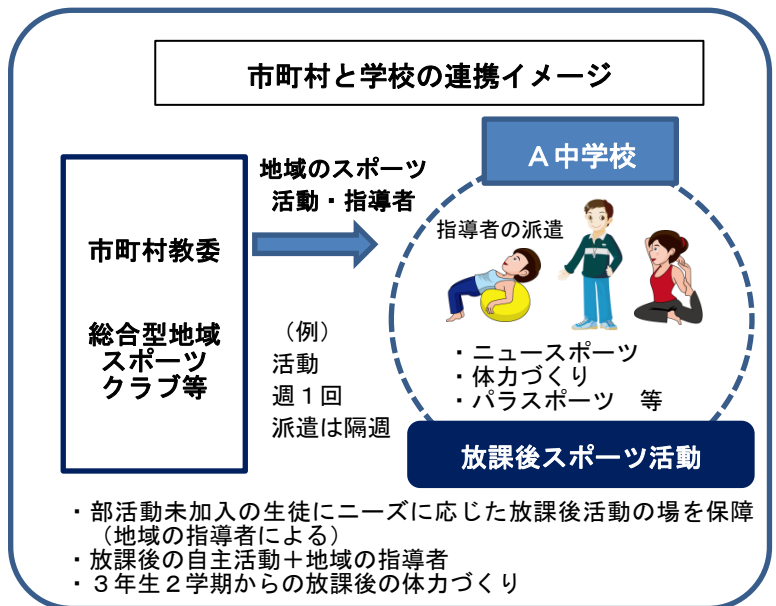 市町村と学校の連携イメージ
A中学校
地域のスポーツ
活動・指導者
市町村教委
総合型地域
スポーツ
クラブ等
指導者の派遣
（例）
活動
週１回
派遣は隔週
・ニュースポーツ
・体力づくり
・パラスポーツ　等
放課後スポーツ活動
・部活動未加入の生徒にニーズに応じた放課後活動の場を保障
（地域の指導者による）
・放課後の自主活動＋地域の指導者
・３年生２学期からの放課後の体力づくり